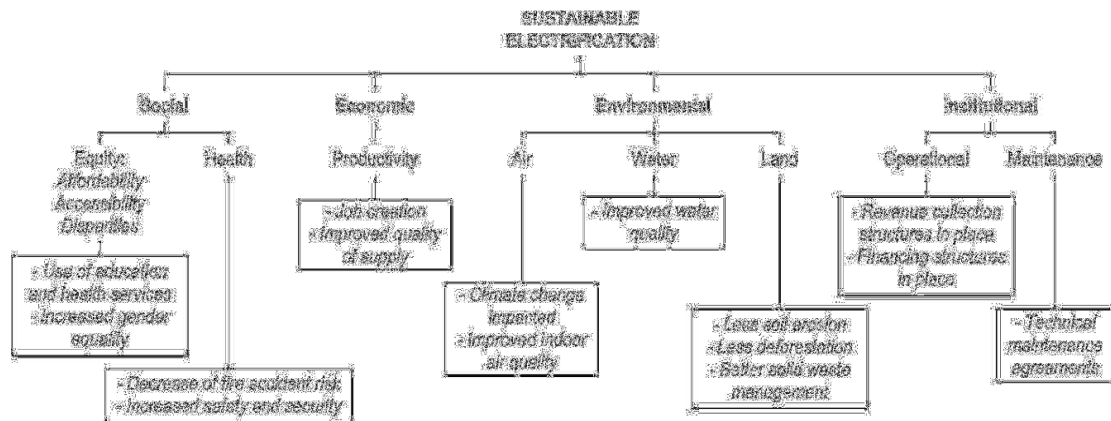 SUSTAINABLE
ELECTRIFICATION
Social
Economic
Environmental
Institutional
Equity:
Affordability
Accessibility
Disparities
Health
Productivity
Air
Water
Land
Operational
Maintenance
- Use of education
and health services
- Increased gender
equality
- Decrease of fire accident risk
- Increased safety and security
- Job creation
- Improved quality
of supply
- Climate change
impanted
- Improved indoor
air quality
- Improved water
quality
- Less soil erosion
- Less deforestation
- Better solid waste
management
- Revenue collection
structures in place
- Financing structures
in place
- Technical
maintenance
agreements